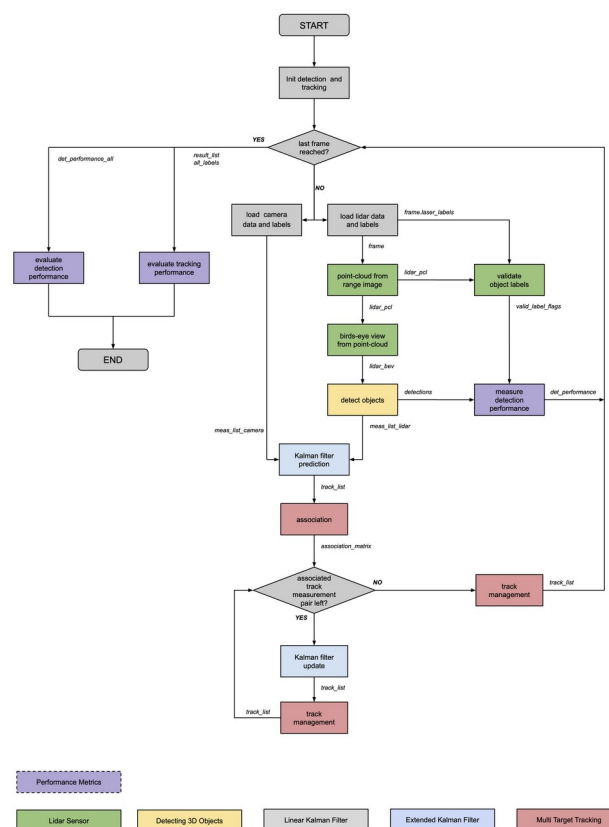 START
Init detection and
tracking
YES
last frame
reached?
det_performance_all
result_list
all_labels
NO
load camera
data and labels
load lidar data
and labels
frame.laser_labels
frame
evaluate
detection
performance
evaluate tracking
performance
point-cloud from
range image
lidar_pcl
validate
object labels
lidar_pcl
valid_label_flags
birds-eye view
from point-cloud
END
lidar_bev
detect objects
detections
measure
detection
performance
det_performance
meas_list_camera
meas_list_lidar
Kalman filter
prediction
track_list
association
association_matrix
associated
track
measurement
pair left?
NO
track
management
track_list
YES
Kalman filter
update
track_list
track_list
track
management
Performance Metrics
Lidar Sensor
Detecting 3D Objects
Linear Kalman Filter
Extended Kalman Filter
Multi Target Tracking